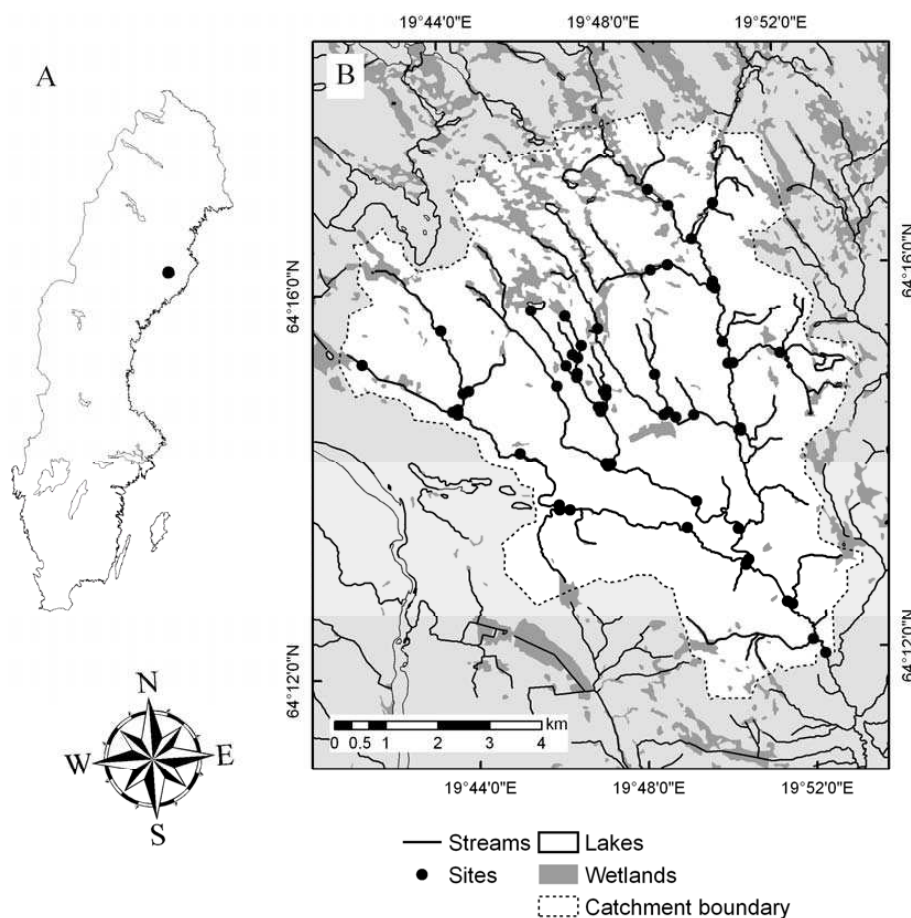 A
B
19°44'0"E 19°48'0"E 19°52'0"E
64°16'0"N
64°16'0"N
64°12'0"N
64°12'0"N
km
0 0.5 1 2 3 4
19°44'0"E 19°48'0"E 19°52'0"E
N
W E
S
Streams Lakes
Sites Wetlands
Catchment boundary